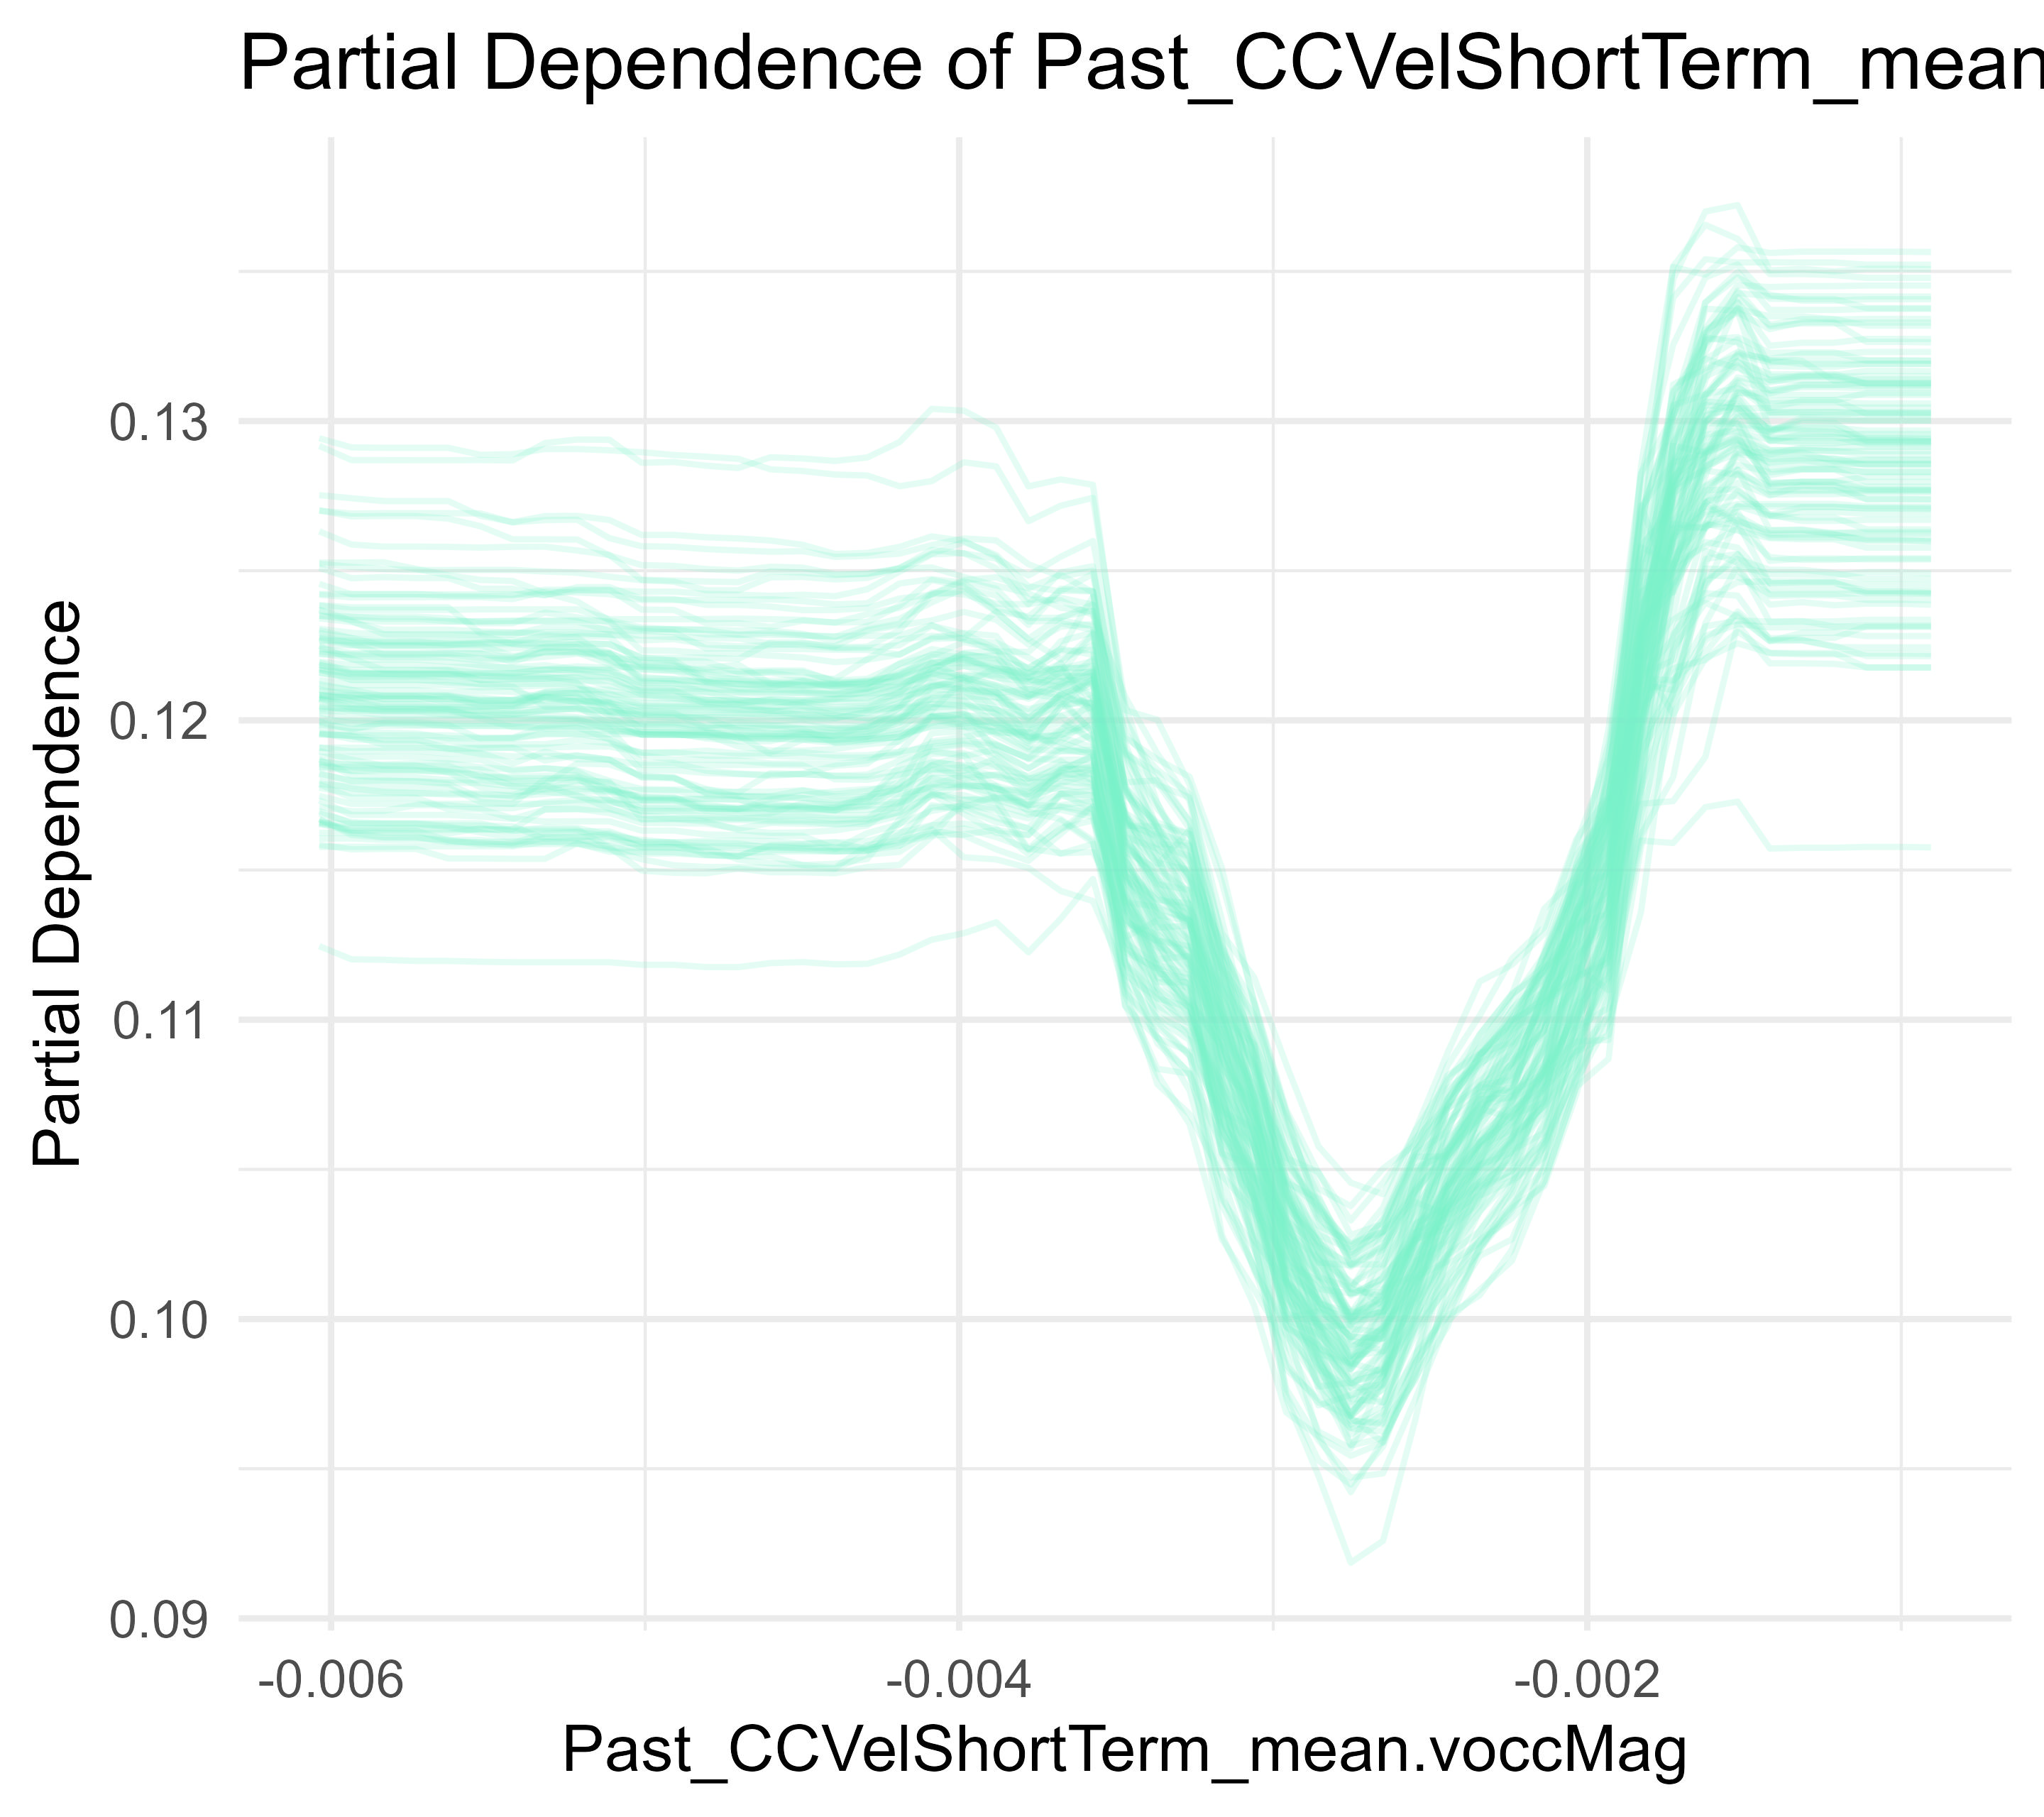 Partial Dependence of Past_CCVelShortTerm_mean
Partial Dependence
0.13
0.12
0.11
0.10
0.09
-0.006
-0.004
-0.002
Past_CCVelShortTerm_mean.voccMag